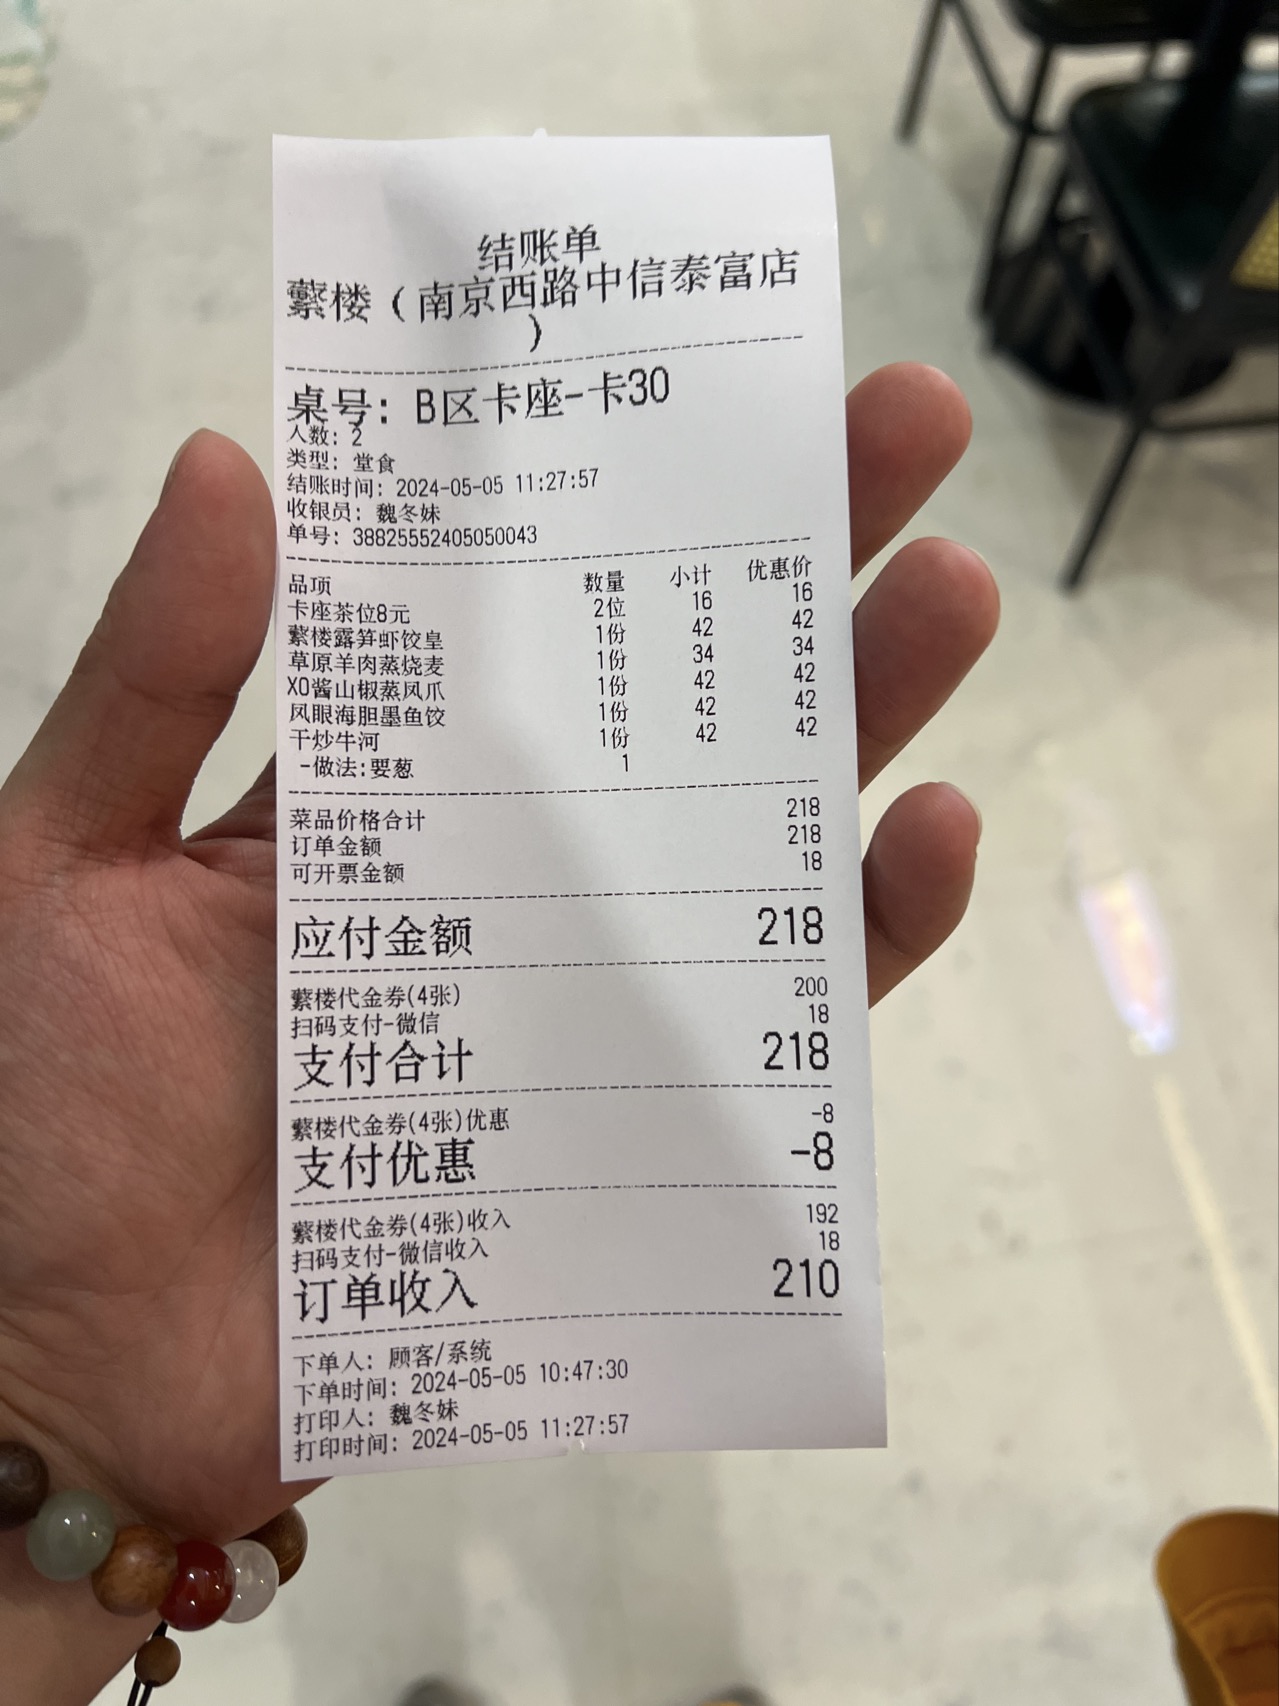 结账单
蘩楼（南京西路中信泰富店
）
桌号：B区卡座-卡30
人数：2
类型：堂食
结账时间：2024-05-05 11:27:57
收银员：魏冬妹
单号：38825552405050043
品项 数量 小计 优惠价
卡座茶位8元 2位 16 16
蘩楼露笋虾饺皇 1份 42 42
草原羊肉蒸烧麦 1份 34 34
XO酱山椒蒸凤爪 1份 42 42
凤眼海胆墨鱼饺 1份 42 42
干炒牛河 1份 42 42
-做法:要葱 1
菜品价格合计 218
订单金额 218
可开票金额 18
应付金额 218
蘩楼代金券(4张) 200
扫码支付-微信 18
支付合计 218
蘩楼代金券(4张)优惠 -8
支付优惠 -8
蘩楼代金券(4张)收入 192
扫码支付-微信收入 18
订单收入 210
下单人：顾客/系统
下单时间：2024-05-05 10:47:30
打印人：魏冬妹
打印时间：2024-05-05 11:27:57